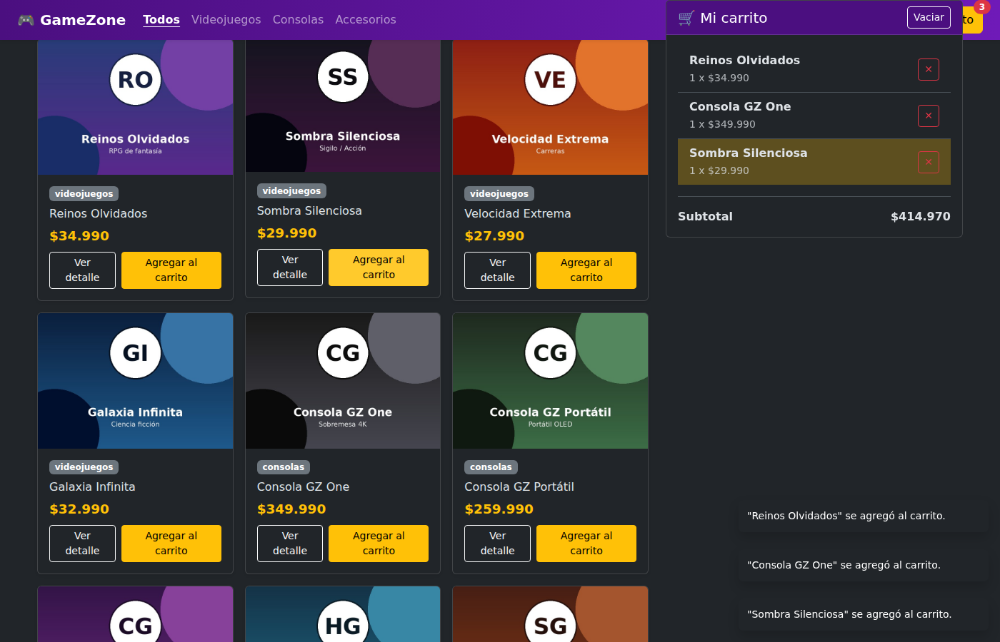 🎮 GameZone
Todos
Videojuegos
Consolas
Accesorios
to
3
🛒 Mi carrito
Vaciar
Reinos Olvidados
1 x $34.990
✕
Consola GZ One
1 x $349.990
✕
Sombra Silenciosa
1 x $29.990
✕
Subtotal
$414.970
RO
Reinos Olvidados
RPG de fantasía
videojuegos
Reinos Olvidados
$34.990
Ver
detalle
Agregar al
carrito
SS
Sombra Silenciosa
Sigilo / Acción
videojuegos
Sombra Silenciosa
$29.990
Ver
detalle
Agregar al
carrito
VE
Velocidad Extrema
Carreras
videojuegos
Velocidad Extrema
$27.990
Ver
detalle
Agregar al
carrito
GI
Galaxia Infinita
Ciencia ficción
videojuegos
Galaxia Infinita
$32.990
Ver
detalle
Agregar al
carrito
CG
Consola GZ One
Sobremesa 4K
consolas
Consola GZ One
$349.990
Ver
detalle
Agregar al
carrito
CG
Consola GZ Portátil
Portátil OLED
consolas
Consola GZ Portátil
$259.990
Ver
detalle
Agregar al
carrito
CG
HG
SG
"Reinos Olvidados" se agregó al carrito.
"Consola GZ One" se agregó al carrito.
"Sombra Silenciosa" se agregó al carrito.